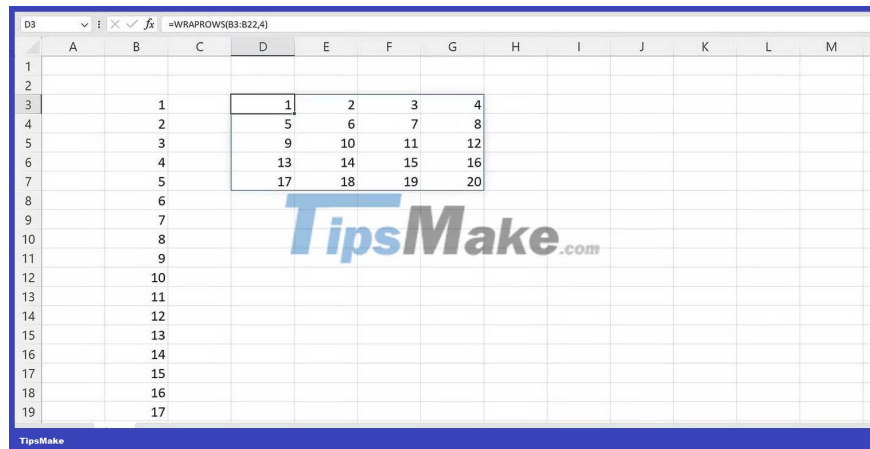 D3 fx =WRAPROWS(B3:B22,4)
A B C D E F G H I J K L M
1
2
3 1 1 2 3 4
4 2 5 6 7 8
5 3 9 10 11 12
6 4 13 14 15 16
7 5 17 18 19 20
8 6
9 7
10 8
11 9
12 10
13 11
14 12
15 13
16 14
17 15
18 16
19 17
TipsMake.com
TipsMake